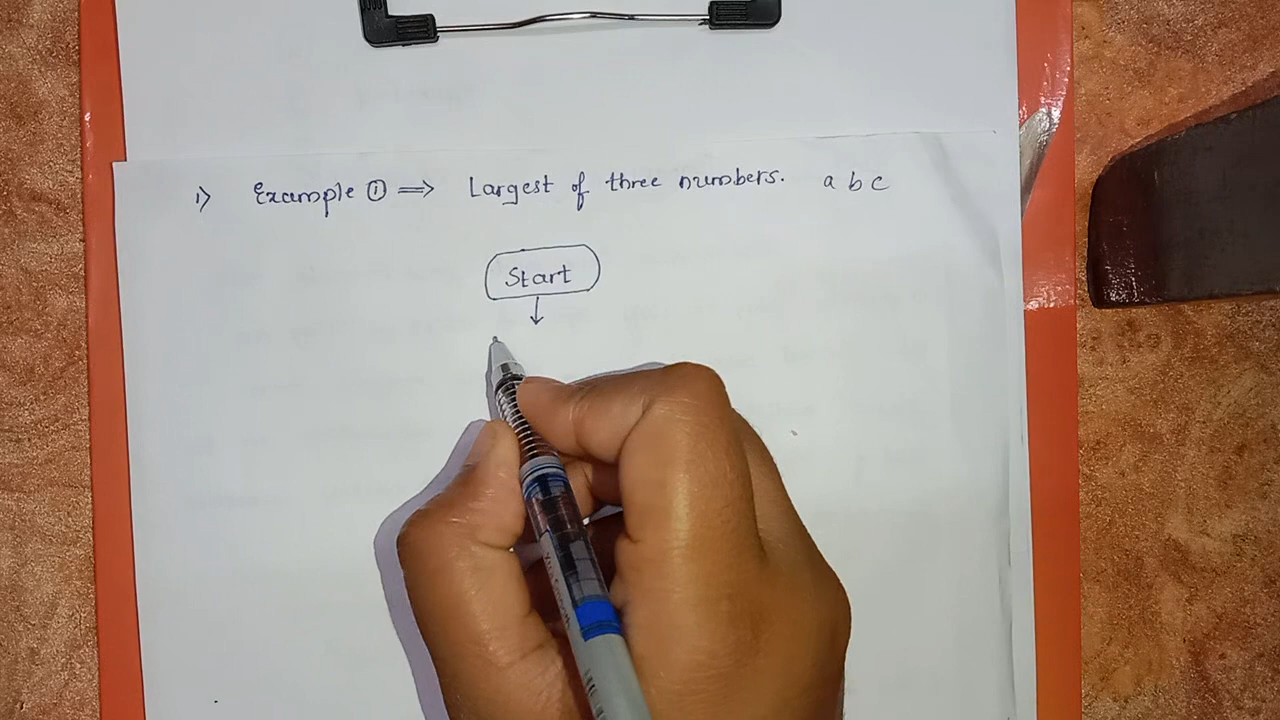 1) Example ① ⇒ Largest of three numbers. a b c
Start